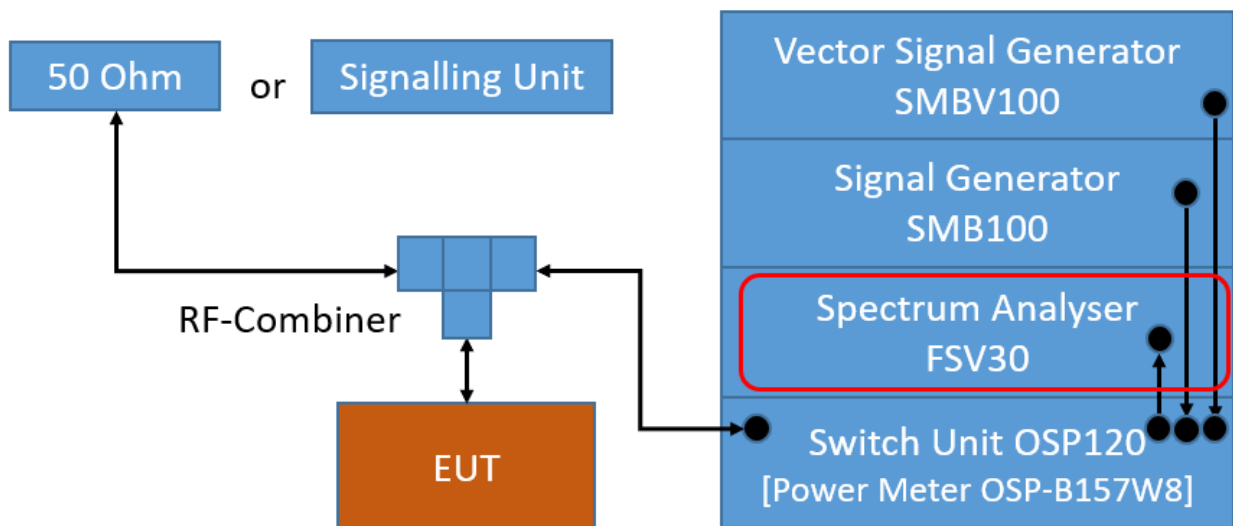 50 Ohm
or
Signalling Unit
RF-Combiner
EUT
Vector Signal Generator
SMBV100
Signal Generator
SMB100
Spectrum Analyser
FSV30
Switch Unit OSP120
[Power Meter OSP-B157W8]